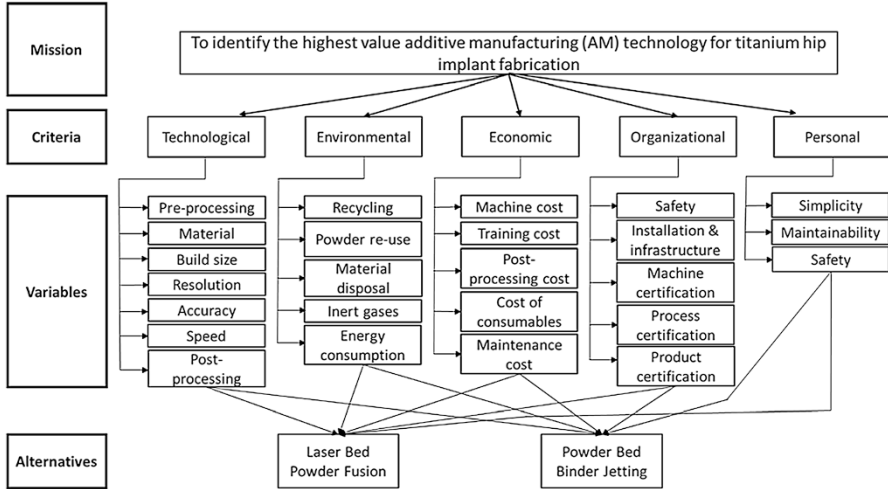 Mission
To identify the highest value additive manufacturing (AM) technology for titanium hip
implant fabrication
Criteria
Technological
Environmental
Economic
Organizational
Personal
Variables
Pre-processing
Material
Build size
Resolution
Accuracy
Speed
Post-
processing
Recycling
Powder re-use
Material
disposal
Inert gases
Energy
consumption
Machine cost
Training cost
Post-
processing cost
Cost of
consumables
Maintenance
cost
Safety
Installation &
infrastructure
Machine
certification
Process
certification
Product
certification
Simplicity
Maintainability
Safety
Alternatives
Laser Bed
Powder Fusion
Powder Bed
Binder Jetting